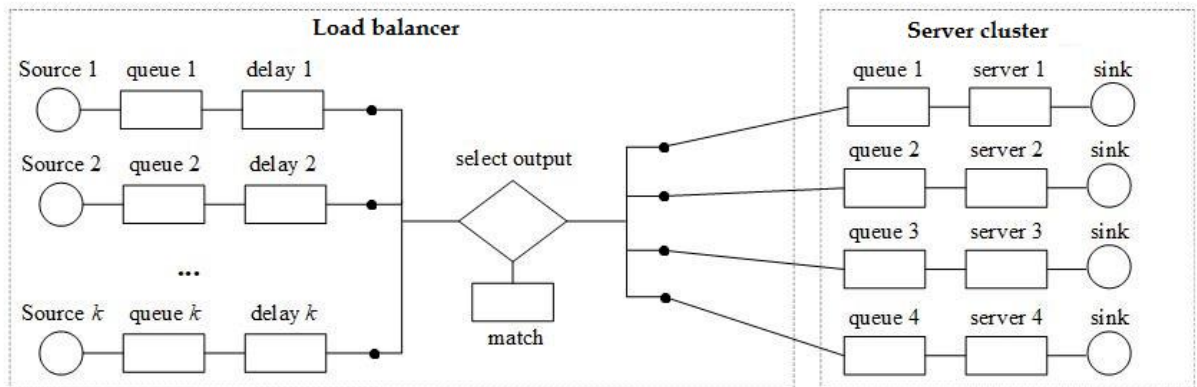 Load balancer
Source 1 queue 1 delay 1
Source 2 queue 2 delay 2
...
Source k queue k delay k
select output
match
Server cluster
queue 1 server 1 sink
queue 2 server 2 sink
queue 3 server 3 sink
queue 4 server 4 sink